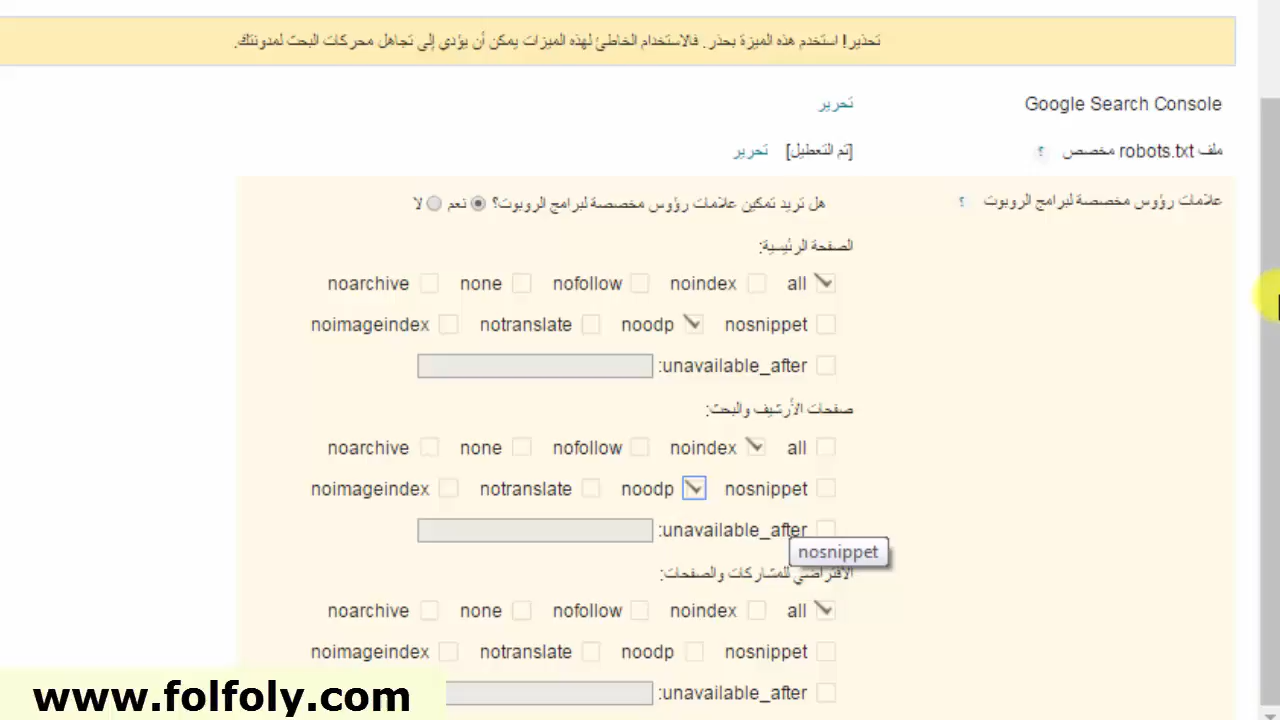 تحذير! استخدم هذه الميزة بحذر. فالاستخدام الخاطئ لهذه الميزات يمكن أن يؤدي إلى تجاهل محركات البحث لمدونتك.
Google Search Console تحرير
ملف robots.txt مخصص ؟ [تم التعطيل] تحرير
علامات رؤوس مخصصة لبرامج الروبوت ؟ هل تريد تمكين علامات رؤوس مخصصة لبرامج الروبوت؟ نعم لا
الصفحة الرئيسية:
all noindex nofollow none noarchive
nosnippet noodp notranslate noimageindex
unavailable_after:
صفحات الأرشيف والبحث:
all noindex nofollow none noarchive
nosnippet noodp notranslate noimageindex
unavailable_after:
nosnippet
الافتراضي للمشاركات والصفحات:
all noindex nofollow none noarchive
nosnippet noodp notranslate noimageindex
unavailable_after:
www.folfoly.com